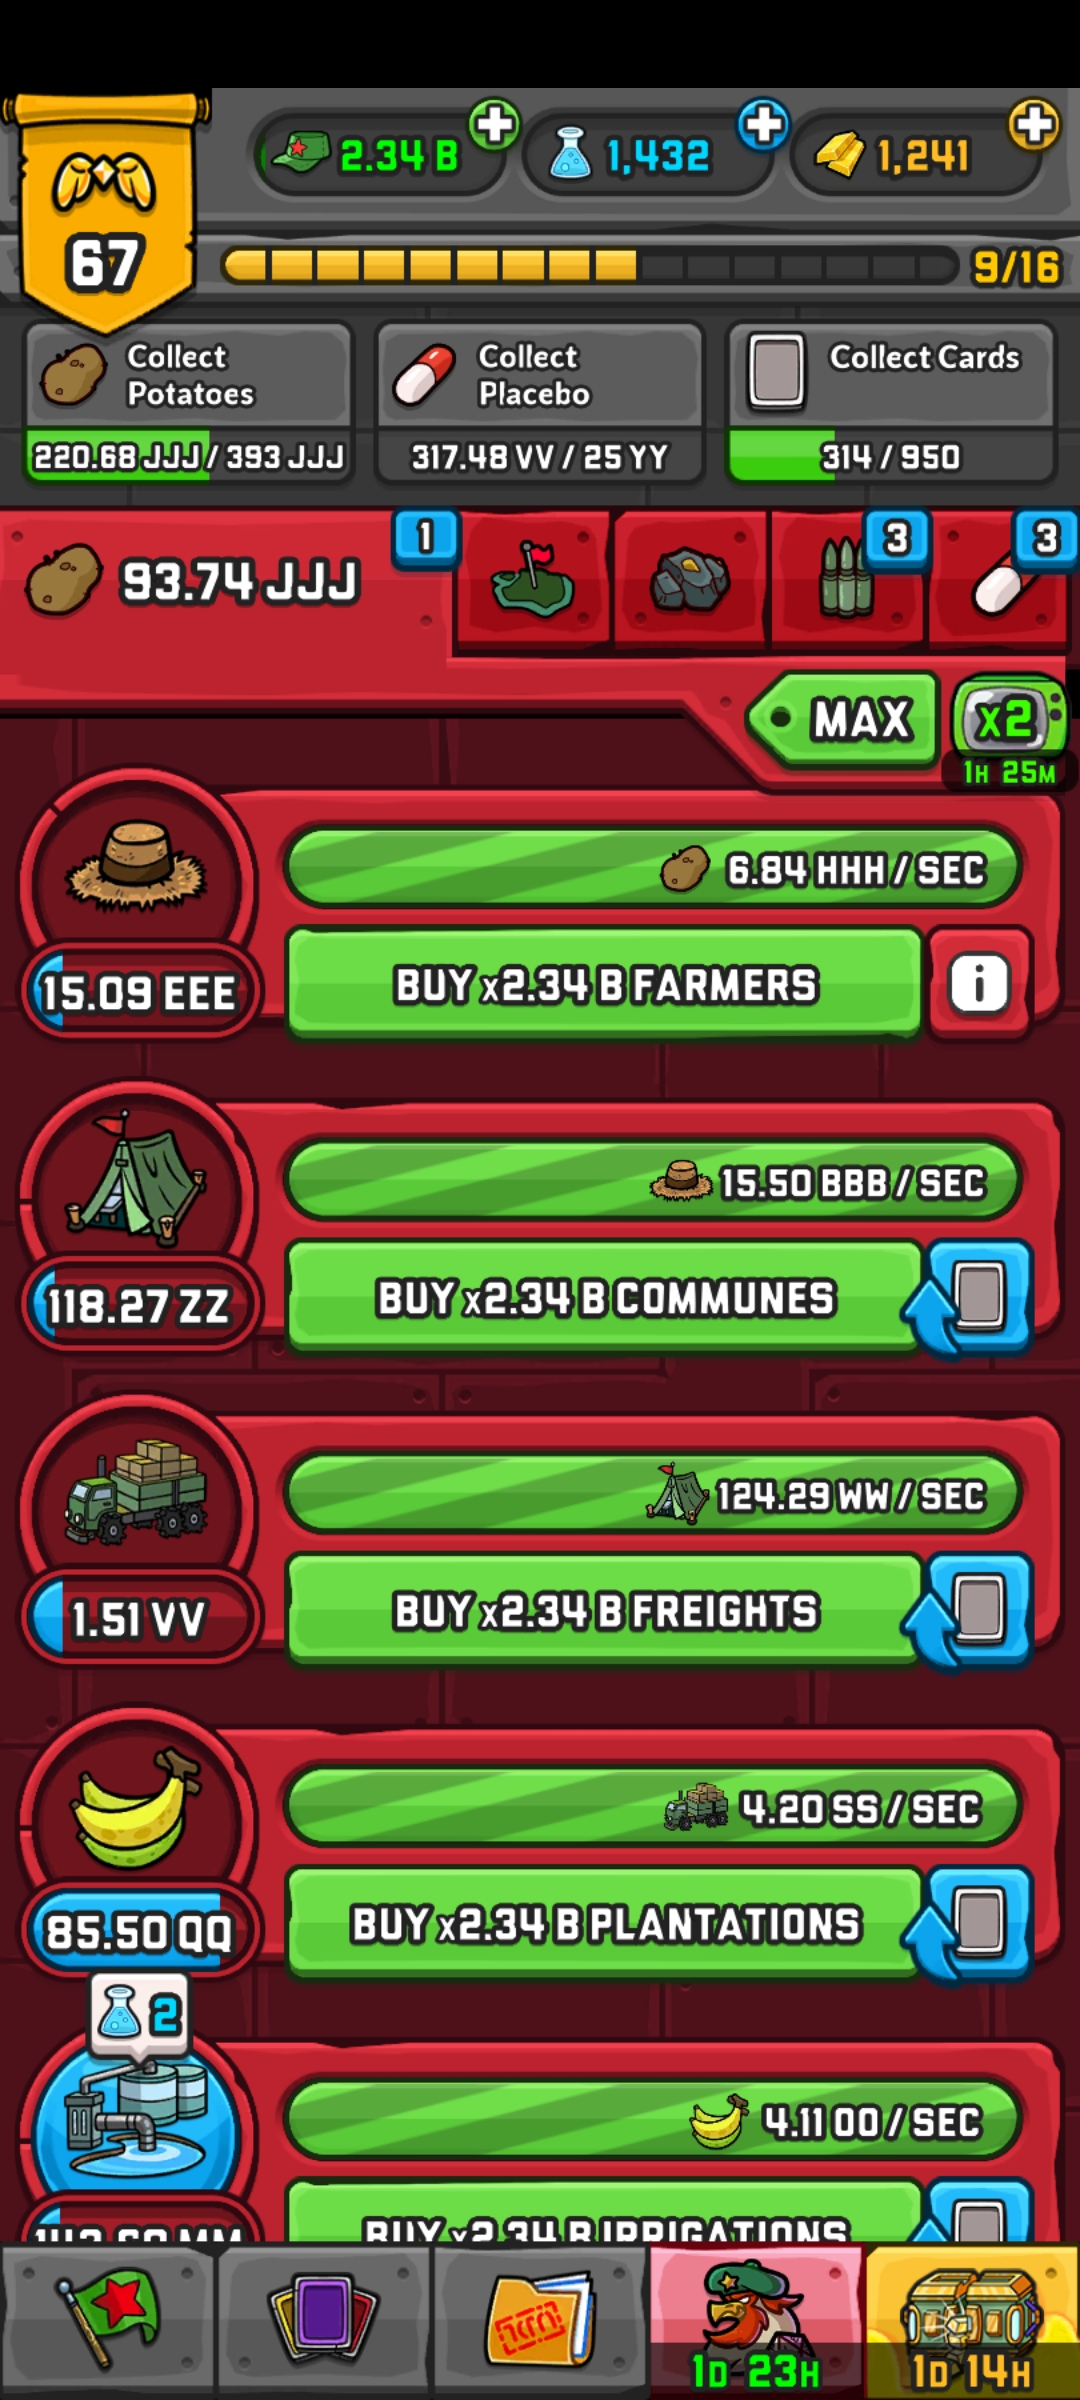 2.34 B
1,432
1,241
67
9/16
Collect
Potatoes
Collect
Placebo
Collect Cards
220.68 JJJ / 393 JJJ
317.48 VV / 25 YY
314 / 950
93.74 JJJ
1
3
3
MAX
x2
1H 25M
6.84 HHH / SEC
15.09 EEE
BUY x2.34 B FARMERS
i
15.50 BBB / SEC
118.27 ZZ
BUY x2.34 B COMMUNES
124.29 WW / SEC
1.51 VV
BUY x2.34 B FREIGHTS
4.20 SS / SEC
85.50 QQ
BUY x2.34 B PLANTATIONS
2
4.11 OO / SEC
BUY x2.34 B IRRIGATIONS
1D 23H
1D 14H